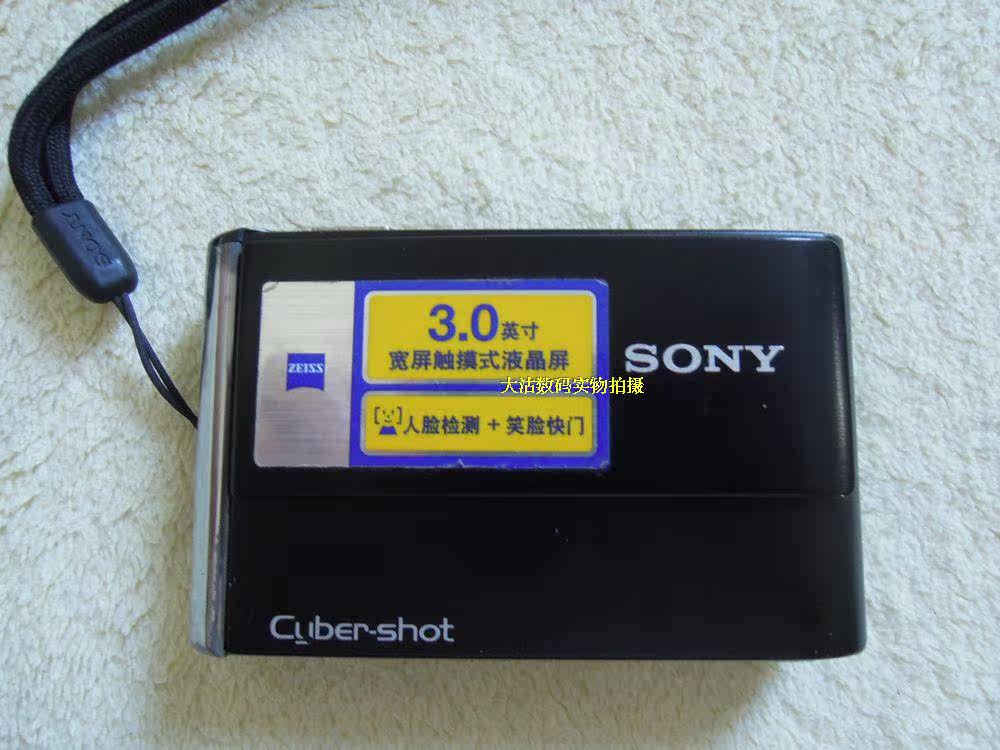 SONY
3.0英寸
宽屏触摸式液晶屏
ZEISS
SONY
大沽数码实物拍摄
人脸检测 + 笑脸快门
Cyber-shot